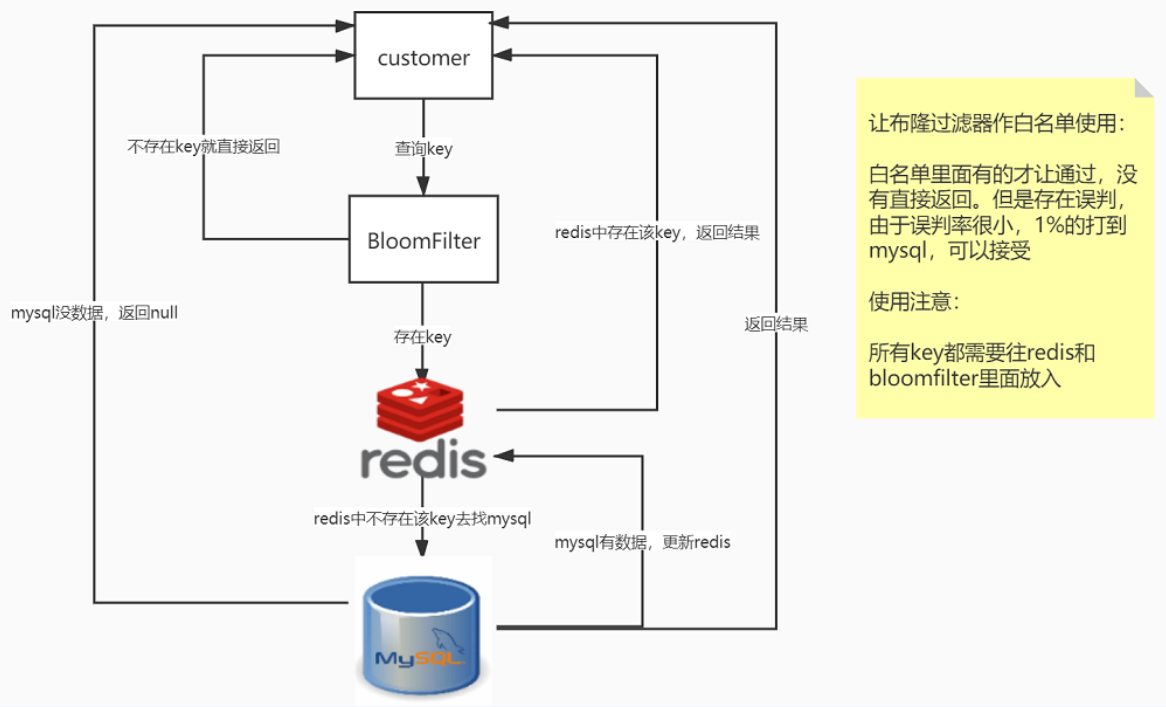 customer
不存在key就直接返回
查询key
BloomFilter
redis中存在该key，返回结果
mysql没数据，返回null
返回结果
存在key
redis
redis中不存在该key去找mysql
mysql有数据，更新redis
MySQL
让布隆过滤器作白名单使用：
白名单里面有的才让通过，没
有直接返回。但是存在误判，
由于误判率很小，1%的打到
mysql，可以接受
使用注意：
所有key都需要往redis和
bloomfilter里面放入